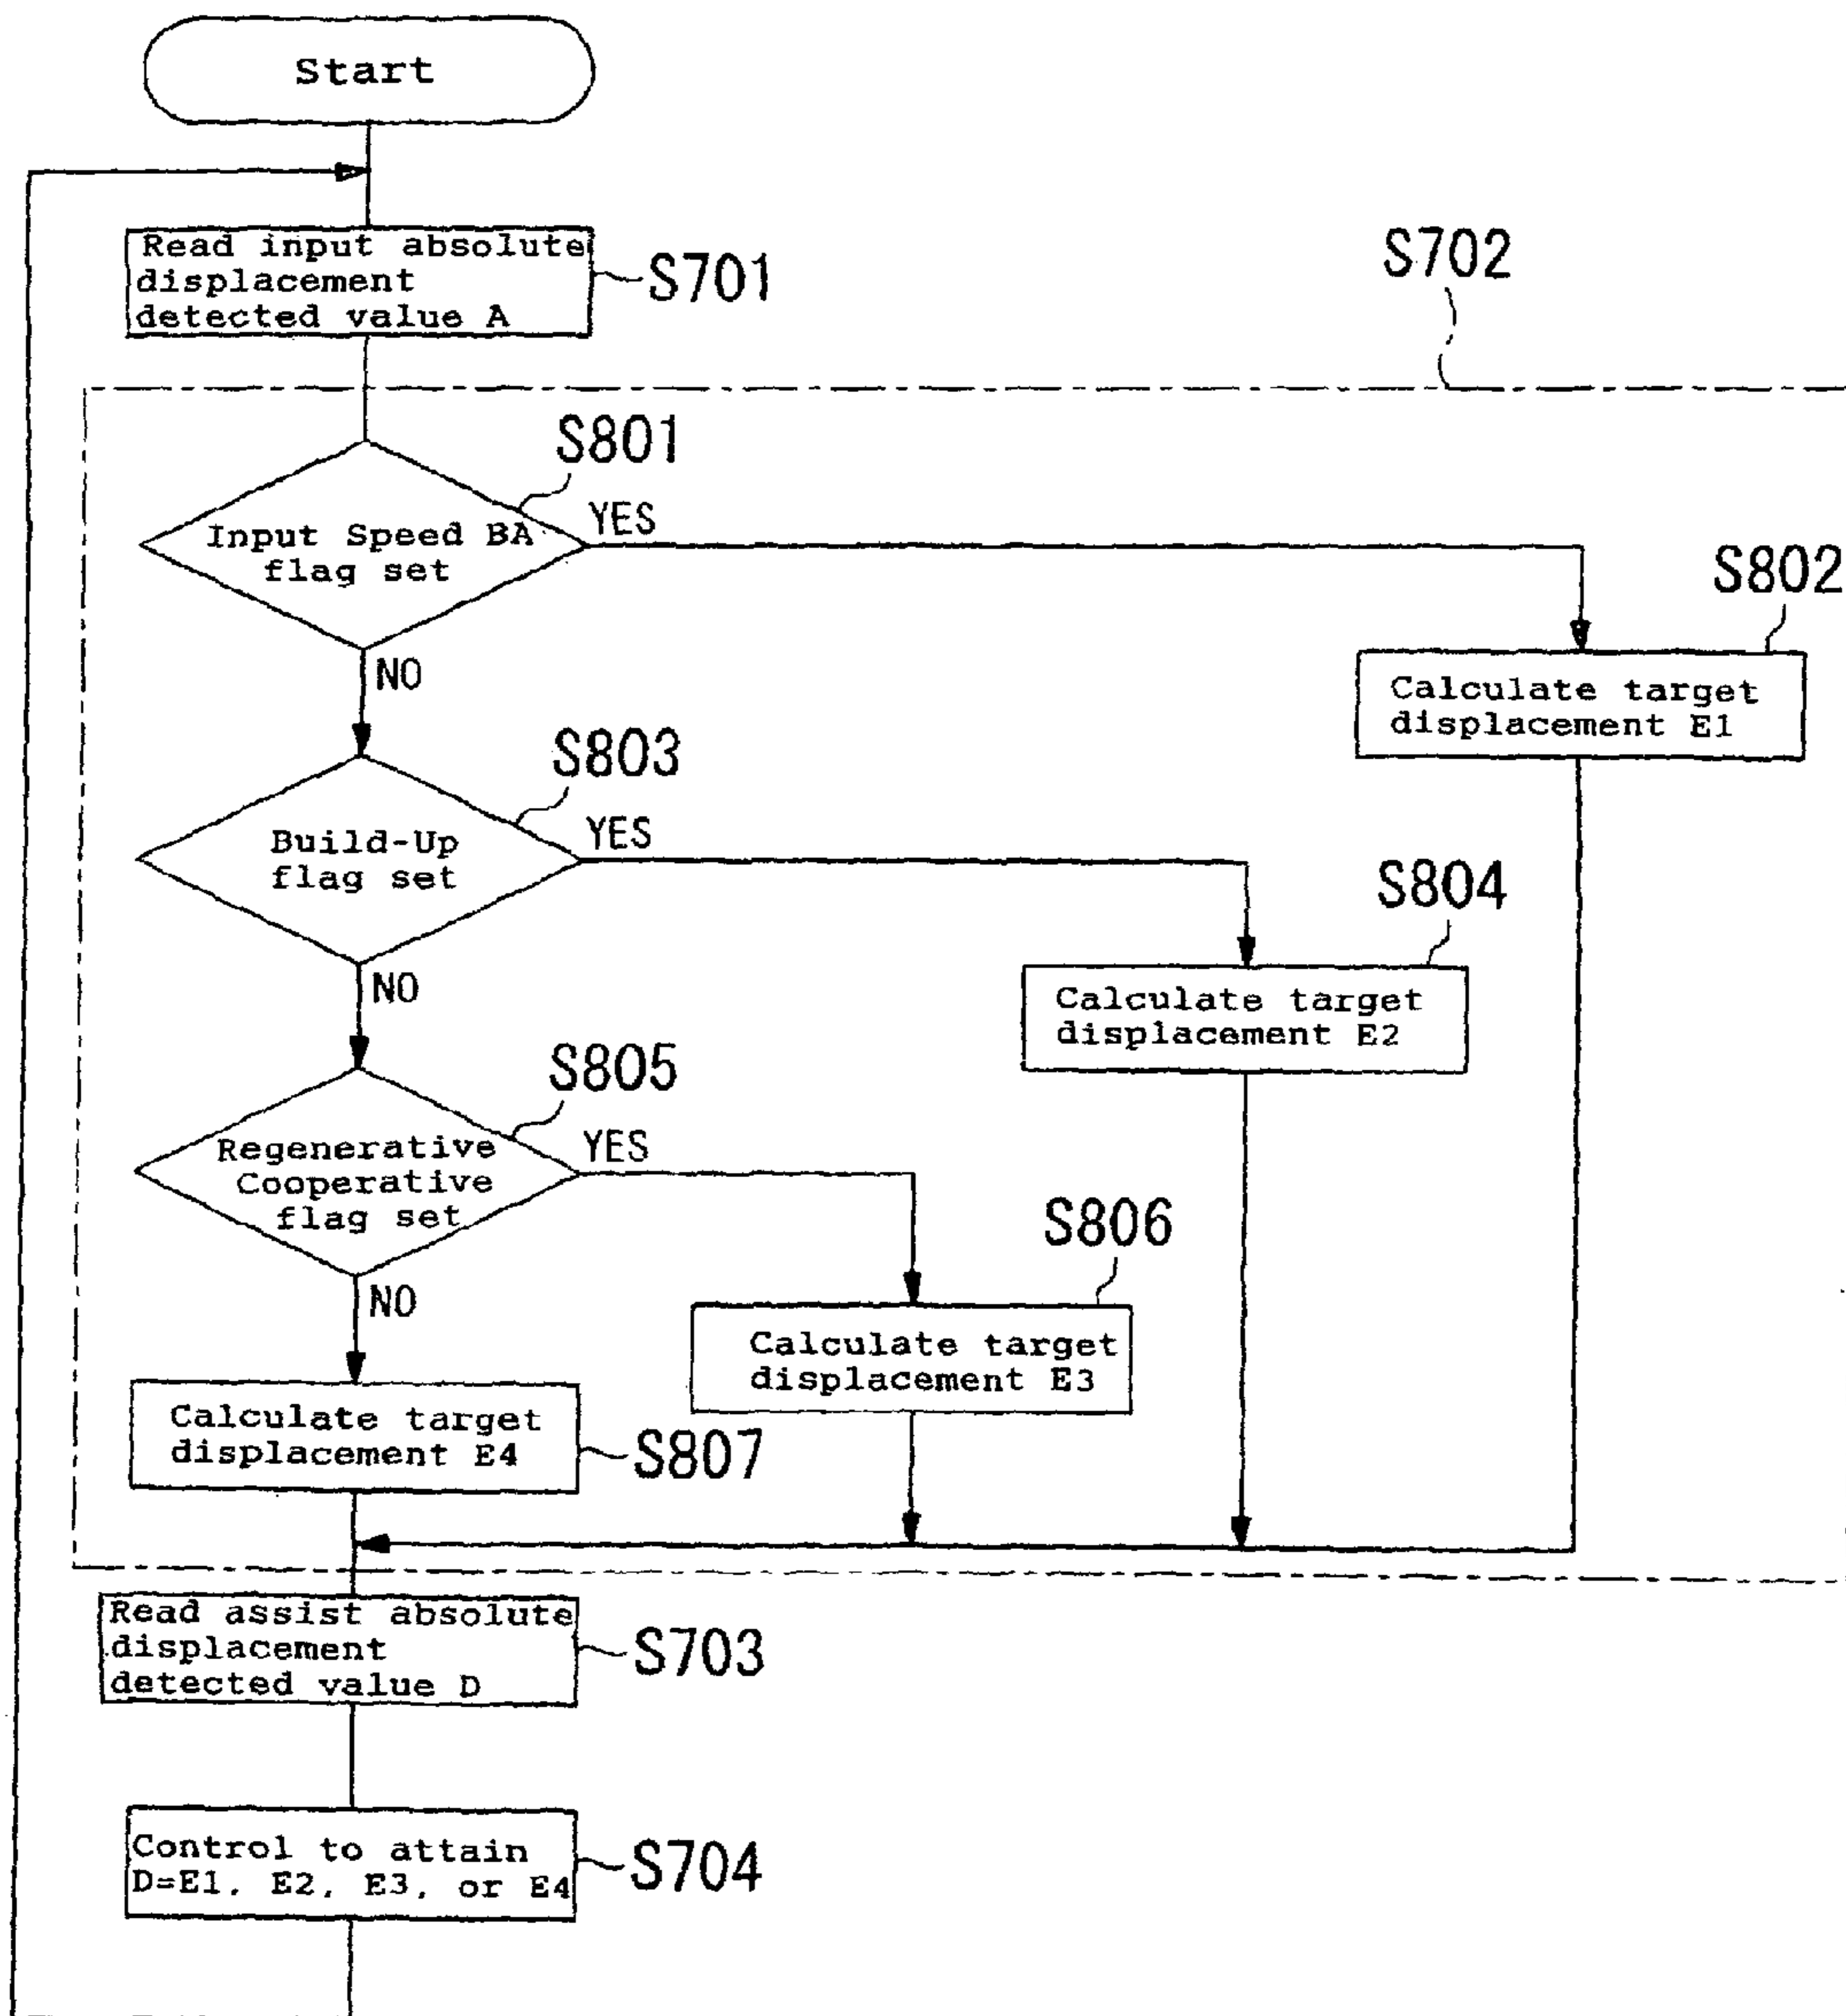 Start
Read input absolute
displacement
detected value A
S701
S702
S801
Input Speed BA
flag set
YES
NO
S802
Calculate target
displacement E1
S803
Build-Up
flag set
YES
NO
S804
Calculate target
displacement E2
S805
Regenerative
Cooperative
flag set
YES
NO
S806
Calculate target
displacement E3
Calculate target
displacement E4
S807
Read assist absolute
displacement
detected value D
S703
Control to attain
D=E1, E2, E3, or E4
S704